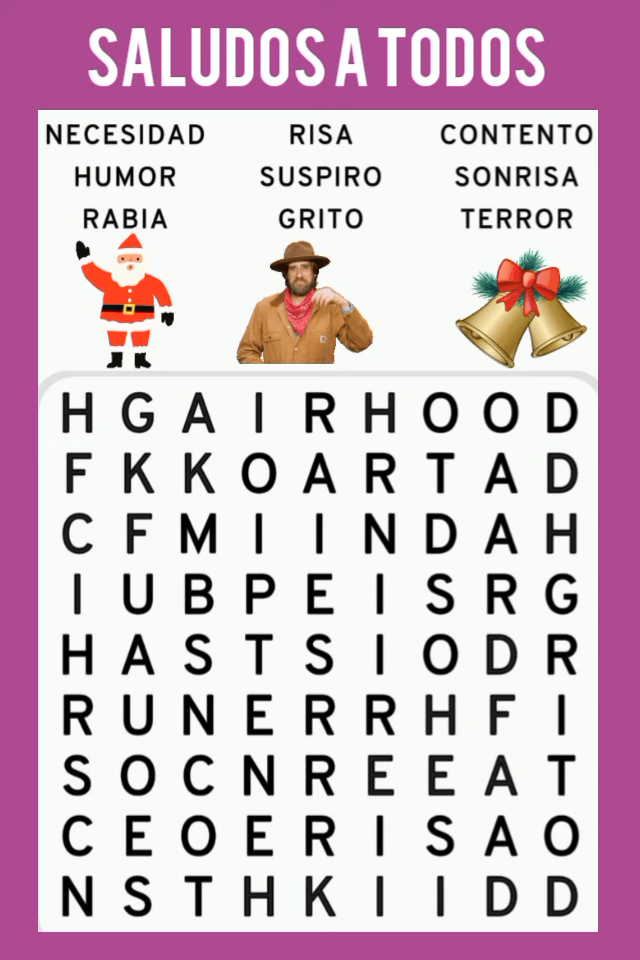 SALUDOS A TODOS
NECESIDAD RISA CONTENTO
HUMOR SUSPIRO SONRISA
RABIA GRITO TERROR
H G A I R H O O D
F K K O A R T A D
C F M I I N D A H
I U B P E I S R G
H A S T S I O D R
R U N E R R H F I
S O C N R E E A T
C E O E R I S A O
N S T H K I I D D